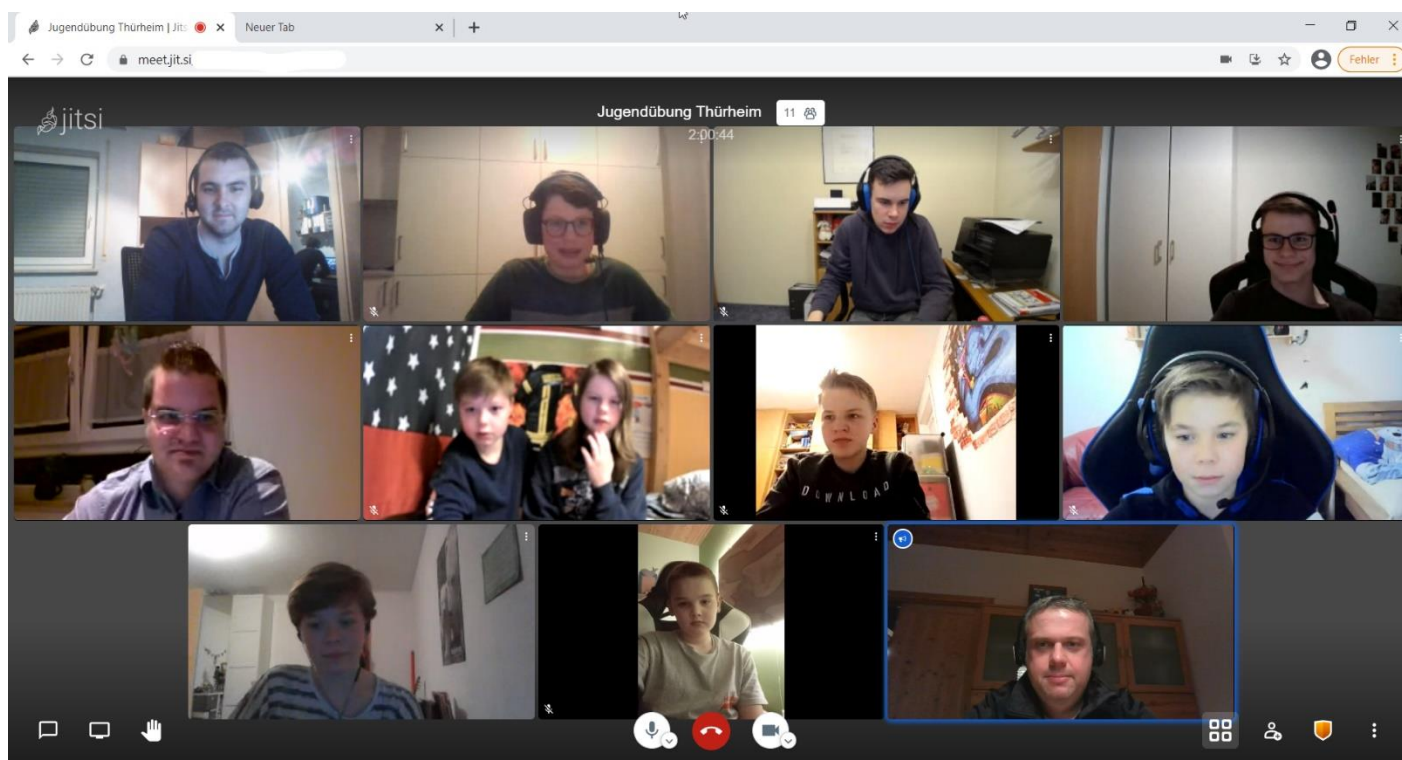 Jugendübung Thürheim | Jits
Neuer Tab
meet.jit.si
Fehler
jitsi
Jugendübung Thürheim 11
2:00:44
DOWNLOAD